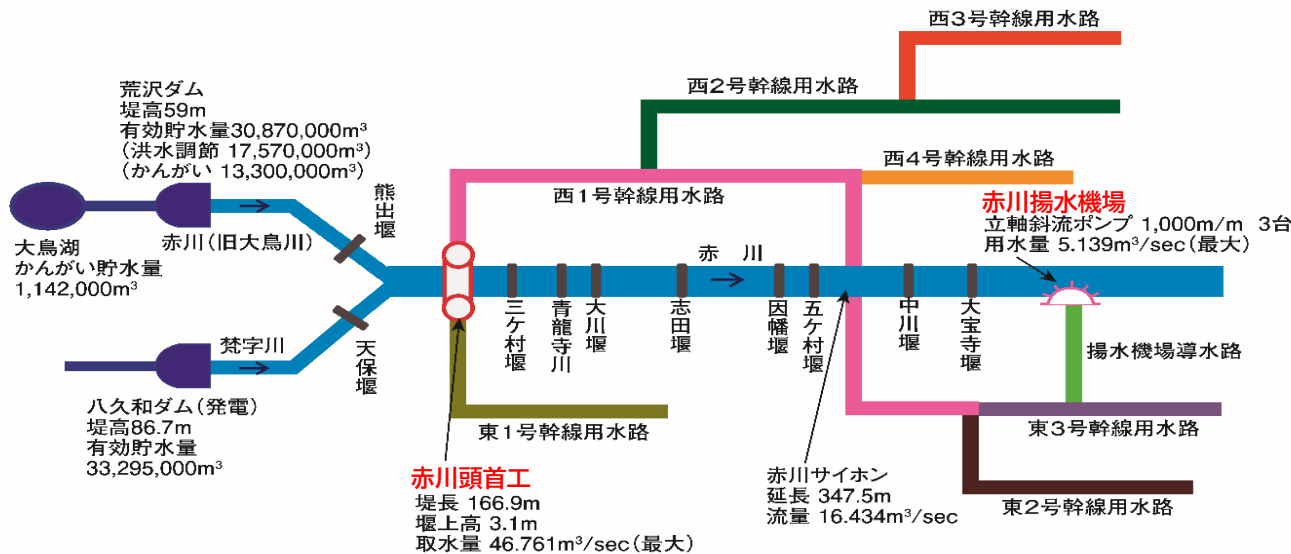 西3号幹線用水路
西2号幹線用水路
荒沢ダム
堤高59m
有効貯水量30,870,000m³
(洪水調節 17,570,000m³)
(かんがい 13,300,000m³)
西4号幹線用水路
西1号幹線用水路
熊出堰
赤川揚水機場
立軸斜流ポンプ 1,000m/m 3台
用水量 5.139m³/sec(最大)
大鳥湖
かんがい貯水量
1,142,000m³
赤川(旧大鳥川)
赤 川
三ケ村堰
青龍寺川
大川堰
志田堰
因幡堰
五ケ村堰
中川堰
大宝寺堰
梵字川
天保堰
揚水機場導水路
八久和ダム(発電)
堤高86.7m
有効貯水量
33,295,000m³
東1号幹線用水路
東3号幹線用水路
赤川頭首工
堤長 166.9m
堰上高 3.1m
取水量 46.761m³/sec(最大)
赤川サイホン
延長 347.5m
流量 16.434m³/sec
東2号幹線用水路